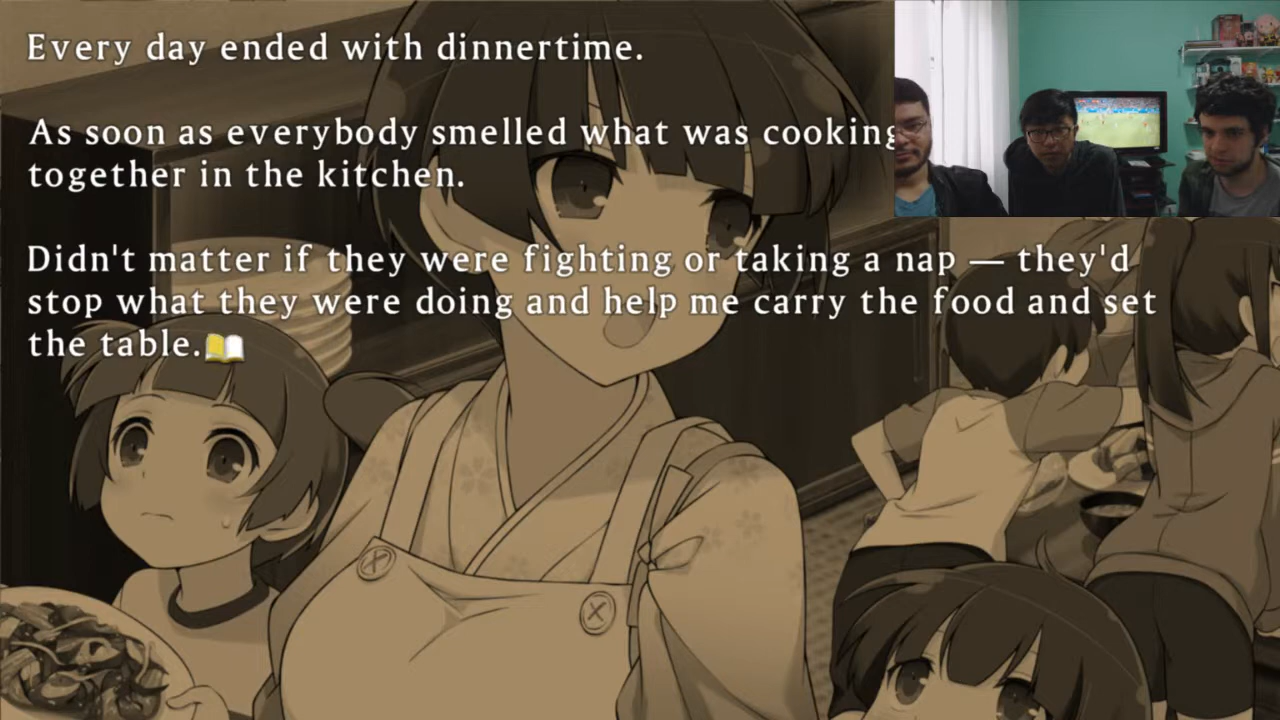 Every day ended with dinnertime.
As soon as everybody smelled what was cooking
together in the kitchen.
Didn't matter if they were fighting or taking a nap — they'd
stop what they were doing and help me carry the food and set
the table.